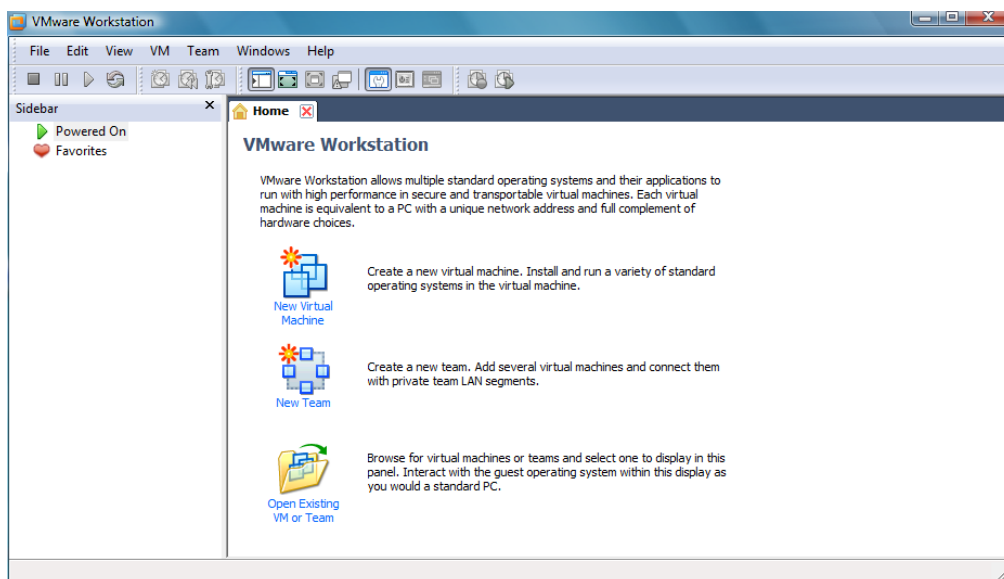 VMware Workstation
File Edit View VM Team Windows Help
Sidebar
Powered On
Favorites
Home
VMware Workstation
VMware Workstation allows multiple standard operating systems and their applications to
run with high performance in secure and transportable virtual machines. Each virtual
machine is equivalent to a PC with a unique network address and full complement of
hardware choices.
New Virtual
Machine
Create a new virtual machine. Install and run a variety of standard
operating systems in the virtual machine.
New Team
Create a new team. Add several virtual machines and connect them
with private team LAN segments.
Open Existing
VM or Team
Browse for virtual machines or teams and select one to display in this
panel. Interact with the guest operating system within this display as
you would a standard PC.